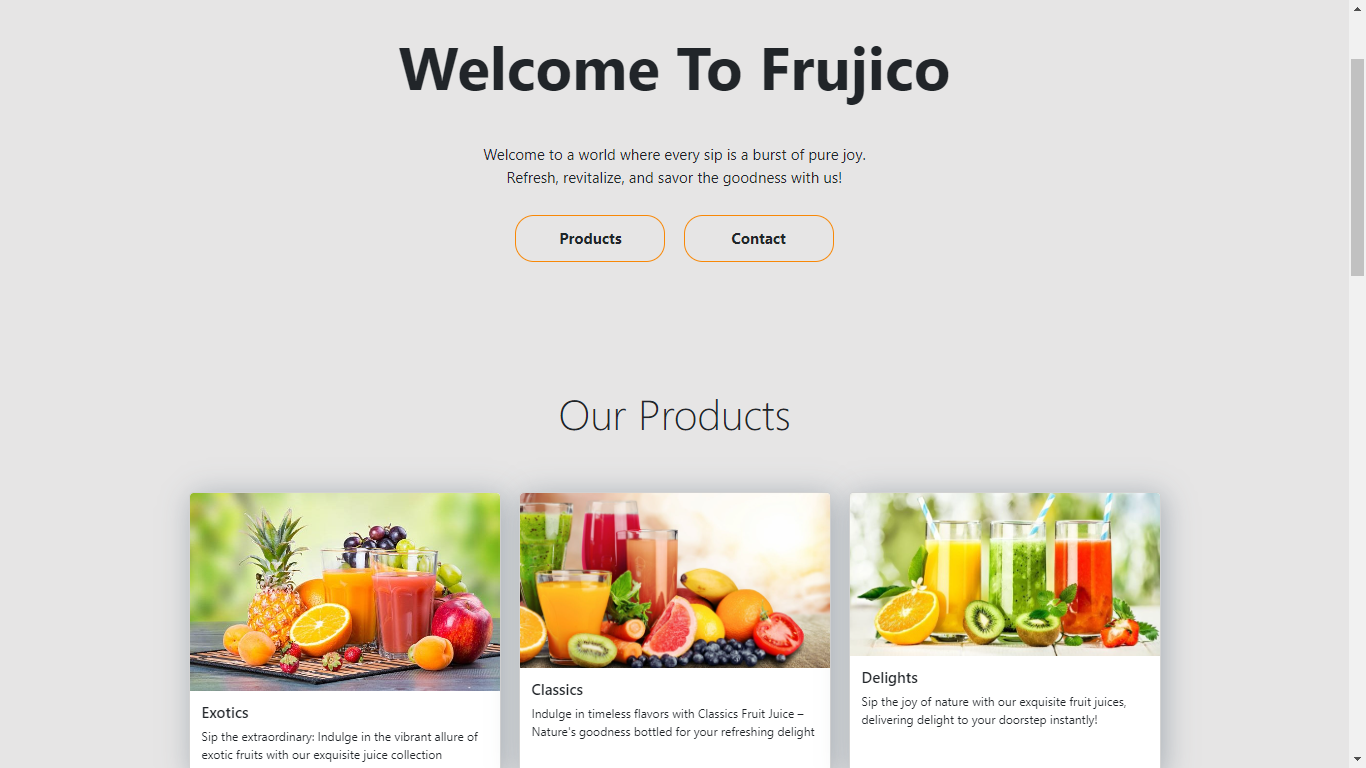 Welcome To Frujico
Welcome to a world where every sip is a burst of pure joy.
Refresh, revitalize, and savor the goodness with us!
Products
Contact
Our Products
Exotics
Sip the extraordinary: Indulge in the vibrant allure of
exotic fruits with our exquisite juice collection
Classics
Indulge in timeless flavors with Classics Fruit Juice –
Nature's goodness bottled for your refreshing delight
Delights
Sip the joy of nature with our exquisite fruit juices,
delivering delight to your doorstep instantly!